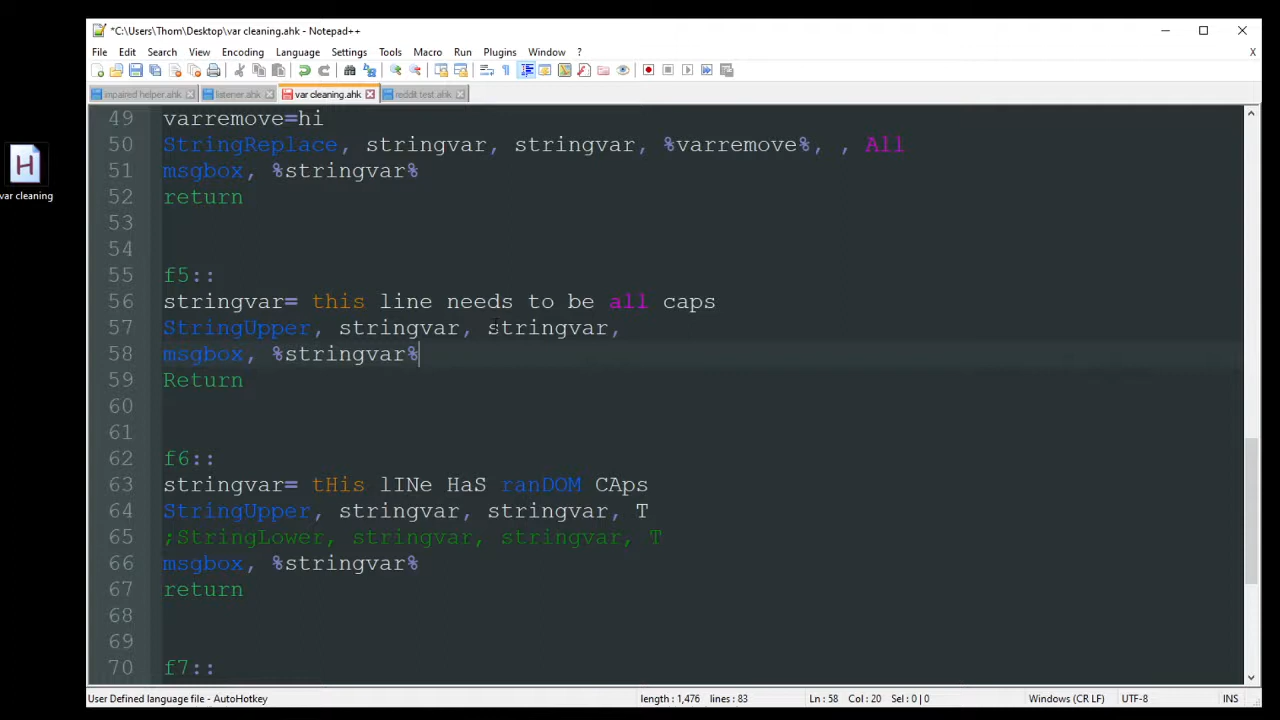 *C:\Users\Thom\Desktop\var cleaning.ahk - Notepad++
File Edit Search View Encoding Language Settings Tools Macro Run Plugins Window ? X
inpaired helper.ahk listener.ahk var cleaning.ahk reddit test.ahk
49 varremove=hi
50 StringReplace, stringvar, stringvar, %varremove%, , All
51 msgbox, %stringvar%
52 return
53
54
55 f5::
56 stringvar= this line needs to be all caps
57 StringUpper, stringvar, stringvar,
58 msgbox, %stringvar%
59 Return
60
61
62 f6::
63 stringvar= tHis lINe HaS ranDOM CAps
64 StringUpper, stringvar, stringvar, T
65 ;StringLower, stringvar, stringvar, T
66 msgbox, %stringvar%
67 return
68
69
70 f7::
H
var cleaning
User Defined language file - AutoHotkey length : 1,476 lines : 83 Ln : 58 Col : 20 Sel : 0 | 0 Windows (CR LF) UTF-8 INS